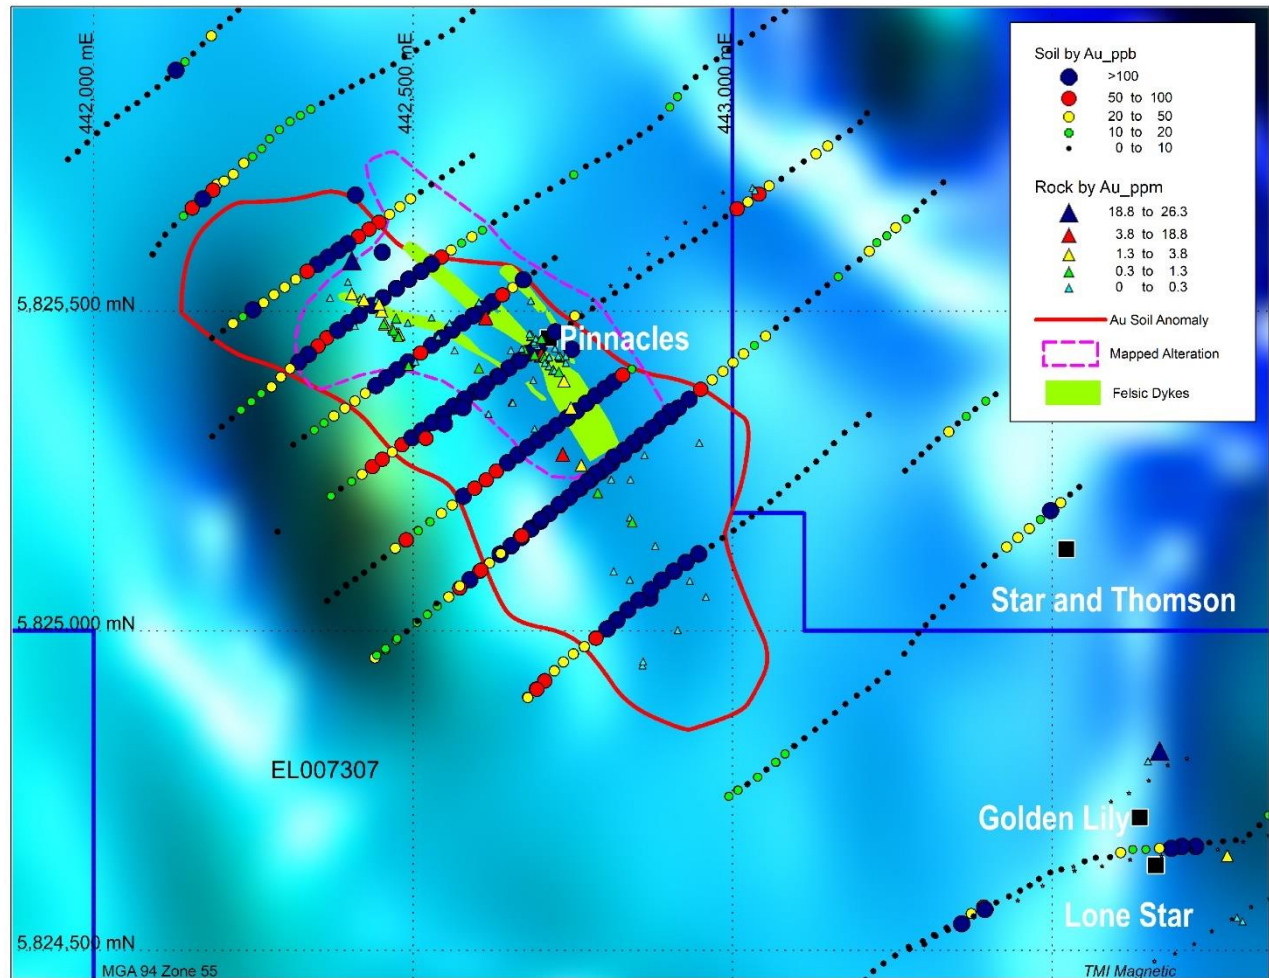 442,000 mE
442,500 mE
443,000 mE
Soil by Au_ppb
>100
50 to 100
20 to 50
10 to 20
0 to 10
Rock by Au_ppm
18.8 to 26.3
3.8 to 18.8
1.3 to 3.8
0.3 to 1.3
0 to 0.3
Au Soil Anomaly
Mapped Alteration
Felsic Dykes
5,825,500 mN
Pinnacles
Star and Thomson
5,825,000 mN
EL007307
Golden Lily
Lone Star
5,824,500 mN
MGA 94 Zone 55
TMI Magnetic